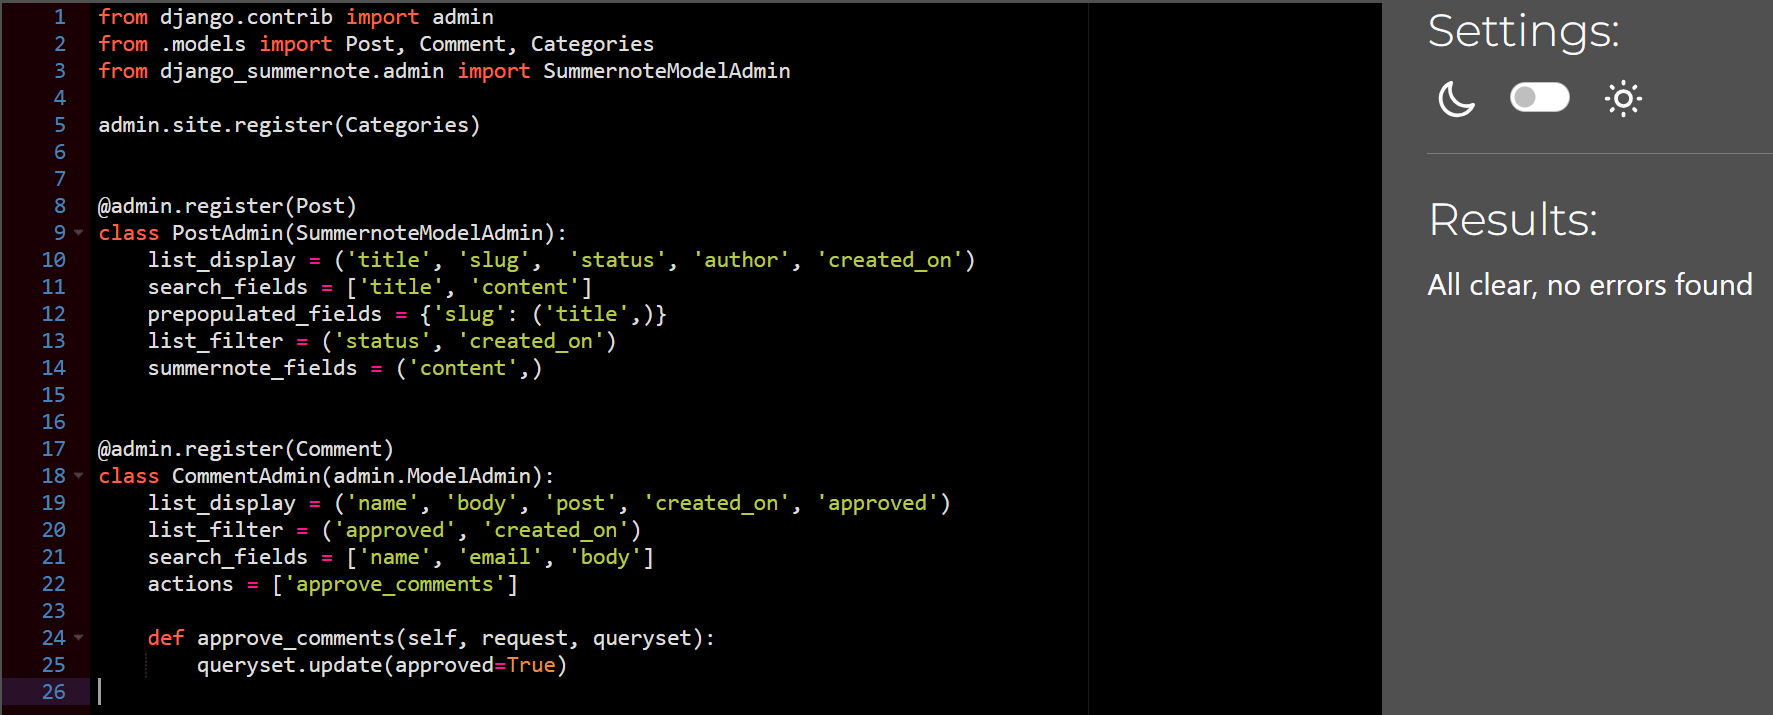 1 from django.contrib import admin
2 from .models import Post, Comment, Categories
3 from django_summernote.admin import SummernoteModelAdmin
4
5 admin.site.register(Categories)
6
7
8 @admin.register(Post)
9 class PostAdmin(SummernoteModelAdmin):
10     list_display = ('title', 'slug',  'status', 'author', 'created_on')
11     search_fields = ['title', 'content']
12     prepopulated_fields = {'slug': ('title',)}
13     list_filter = ('status', 'created_on')
14     summernote_fields = ('content',)
15
16
17 @admin.register(Comment)
18 class CommentAdmin(admin.ModelAdmin):
19     list_display = ('name', 'body', 'post', 'created_on', 'approved')
20     list_filter = ('approved', 'created_on')
21     search_fields = ['name', 'email', 'body']
22     actions = ['approve_comments']
23
24     def approve_comments(self, request, queryset):
25         queryset.update(approved=True)
26
Settings:
Results:
All clear, no errors found